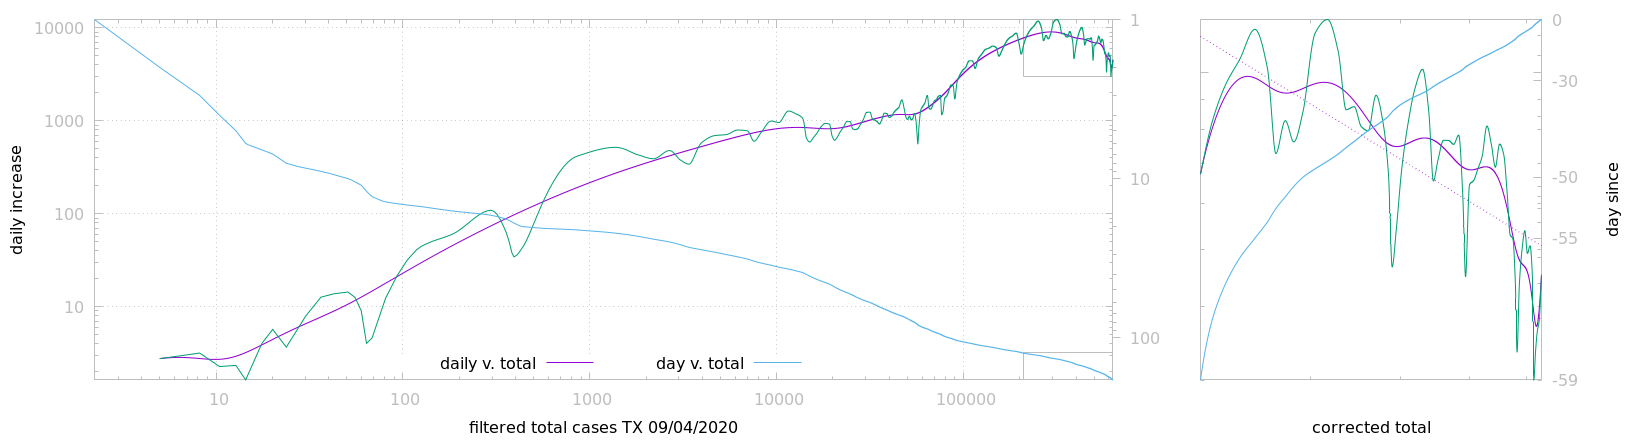 10000
1000
100
10
daily increase
10
100
1000
10000
100000
filtered total cases TX 09/04/2020
daily v. total
day v. total
1
10
100
0
-30
-50
-55
-59
day since
corrected total